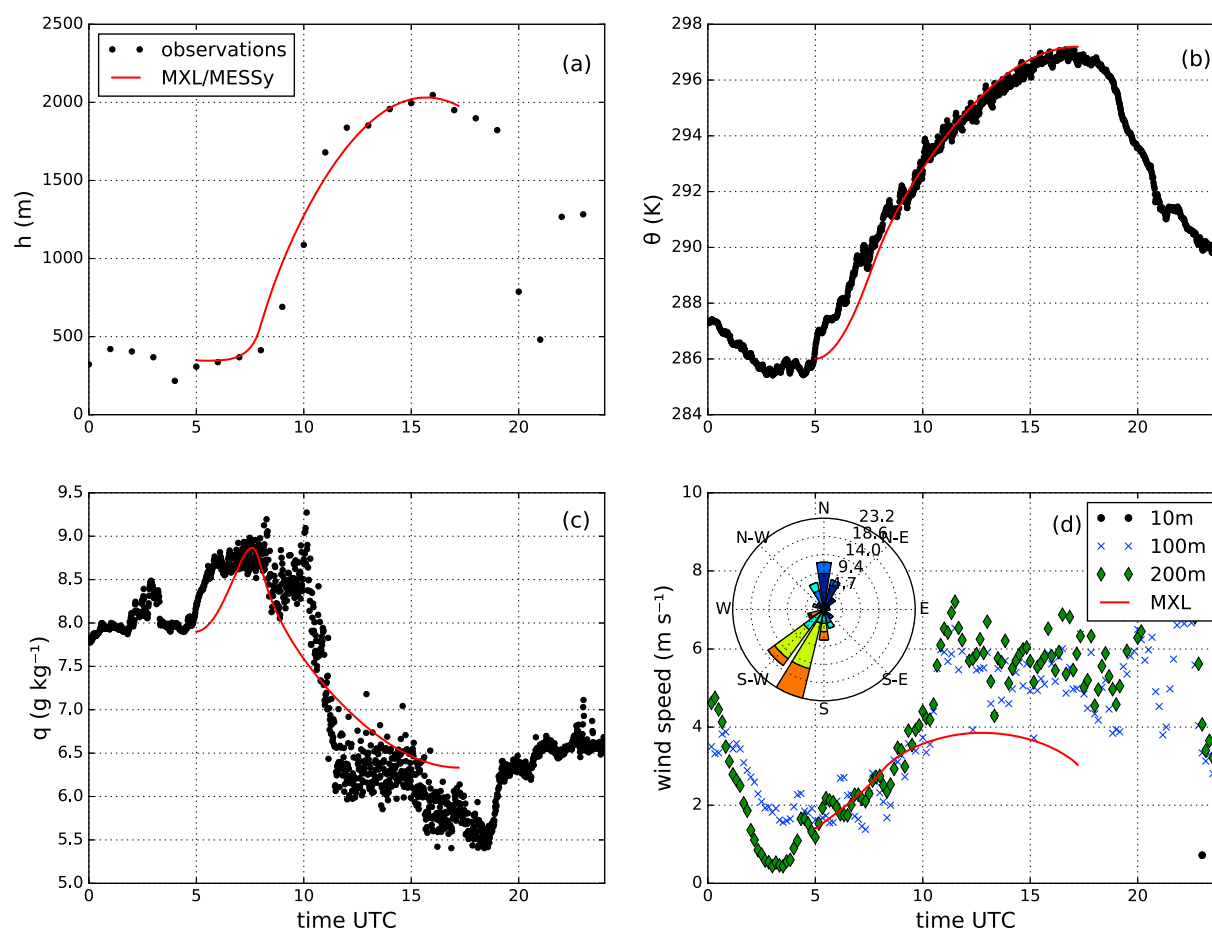 2500
2000
1500
1000
500
0
h (m)
observations
MXL/MESSy
(a)
0 5 10 15 20
298
296
294
292
290
288
286
284
θ (K)
(b)
0 5 10 15 20
9.5
9.0
8.5
8.0
7.5
7.0
6.5
6.0
5.5
5.0
q (g kg⁻¹)
(c)
0 5 10 15 20
time UTC
10
8
6
4
2
0
wind speed (m s⁻¹)
(d)
10m
100m
200m
MXL
N
N-E
E
S-E
S
S-W
W
N-W
23.2
18.6
14.0
9.4
4.7
0 5 10 15 20
time UTC